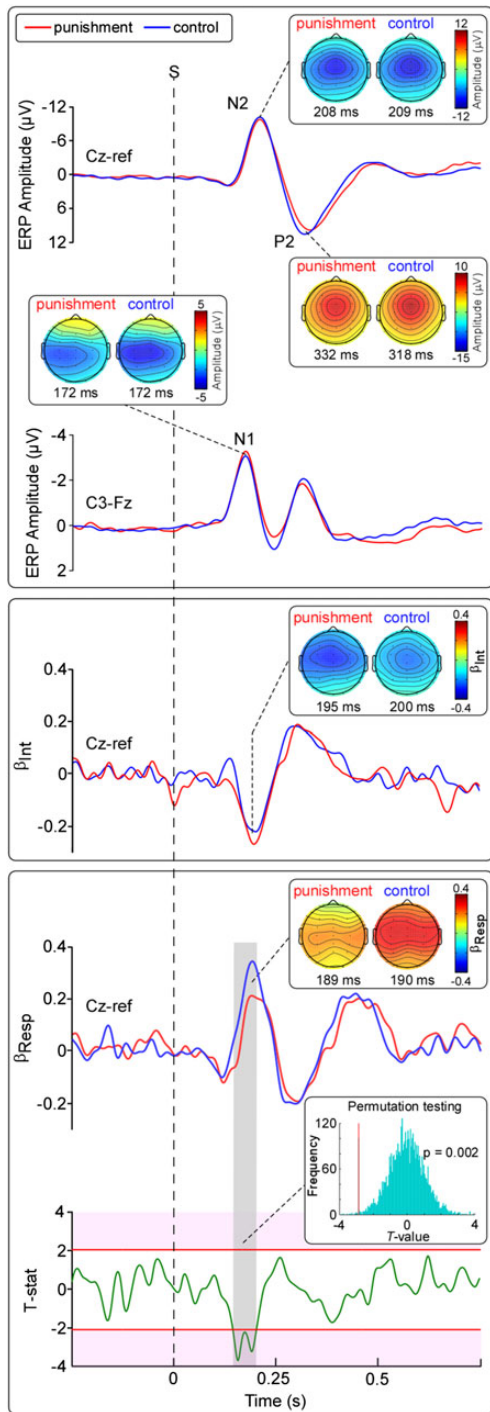 punishment control
S
12
Amplitude (µV)
-12
208 ms 209 ms
N2
-12
-6
0
6
12
ERP Amplitude (µV)
Cz-ref
P2
punishment control
10
Amplitude (µV)
-15
332 ms 318 ms
punishment control
5
Amplitude (µV)
-5
172 ms 172 ms
N1
-4
-2
0
2
ERP Amplitude (µV)
C3-Fz
punishment control
0.4
βInt
-0.4
195 ms 200 ms
0.4
0.2
0
-0.2
βInt
Cz-ref
punishment control
0.4
βResp
-0.4
189 ms 190 ms
0.4
0.2
0
-0.2
βResp
Cz-ref
Permutation testing
120
80
40
0
Frequency
p = 0.002
-4 -2 0 2 4
T-value
4
2
0
-2
-4
T-stat
0 0.25 0.5
Time (s)